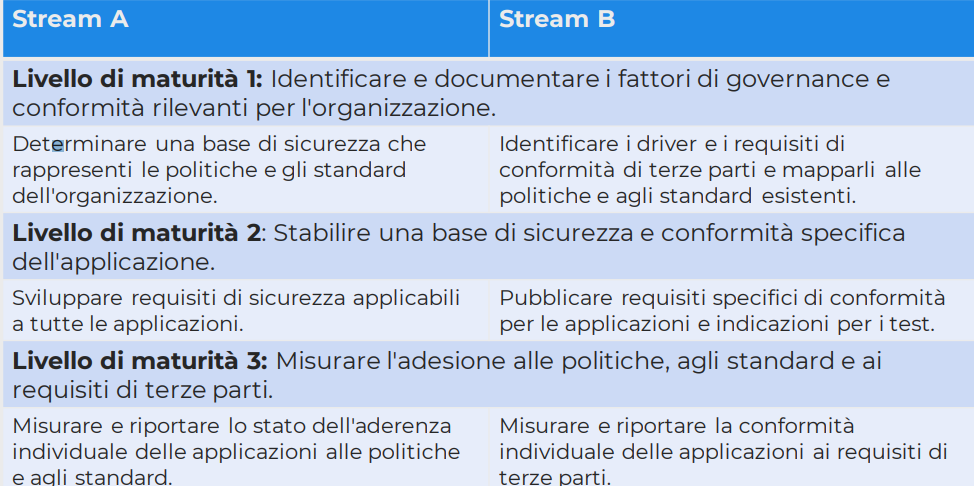 Stream A
Stream B
Livello di maturità 1: Identificare e documentare i fattori di governance e
conformità rilevanti per l'organizzazione.
Determinare una base di sicurezza che
rappresenti le politiche e gli standard
dell'organizzazione.
Identificare i driver e i requisiti di
conformità di terze parti e mapparli alle
politiche e agli standard esistenti.
Livello di maturità 2: Stabilire una base di sicurezza e conformità specifica
dell'applicazione.
Sviluppare requisiti di sicurezza applicabili
a tutte le applicazioni.
Pubblicare requisiti specifici di conformità
per le applicazioni e indicazioni per i test.
Livello di maturità 3: Misurare l'adesione alle politiche, agli standard e ai
requisiti di terze parti.
Misurare e riportare lo stato dell'aderenza
individuale delle applicazioni alle politiche
e agli standard.
Misurare e riportare la conformità
individuale delle applicazioni ai requisiti di
terze parti.